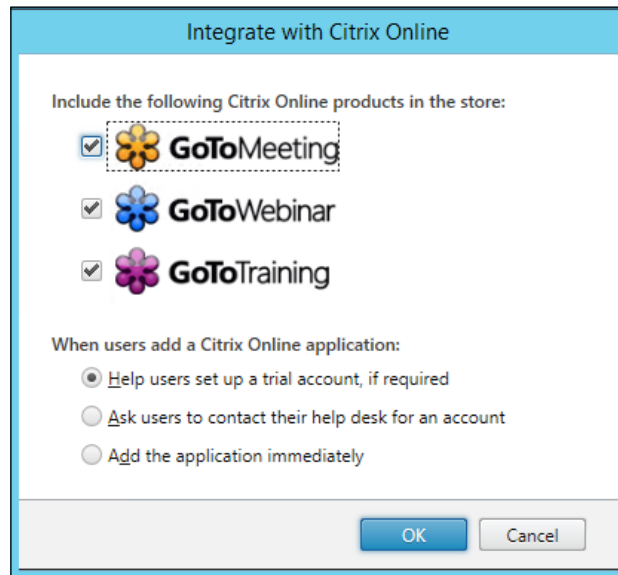 Integrate with Citrix Online
Include the following Citrix Online products in the store:
GoToMeeting
GoToWebinar
GoToTraining
When users add a Citrix Online application:
Help users set up a trial account, if required
Ask users to contact their help desk for an account
Add the application immediately
OK
Cancel